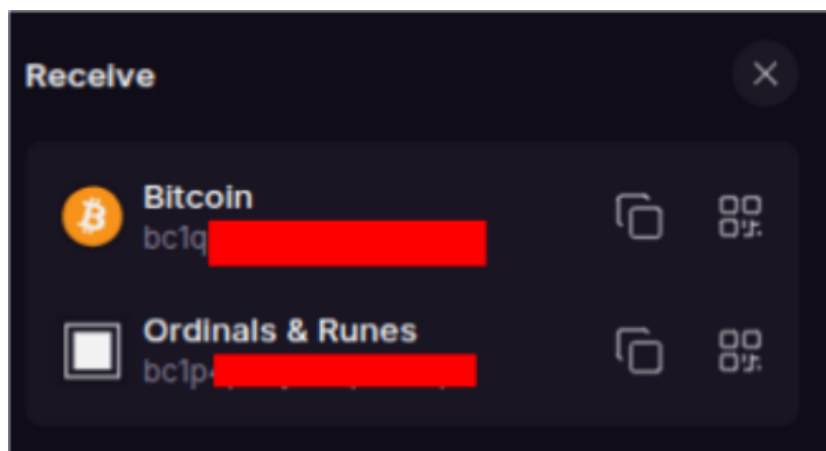 Receive
Bitcoin
bc1q
Ordinals & Runes
bc1p